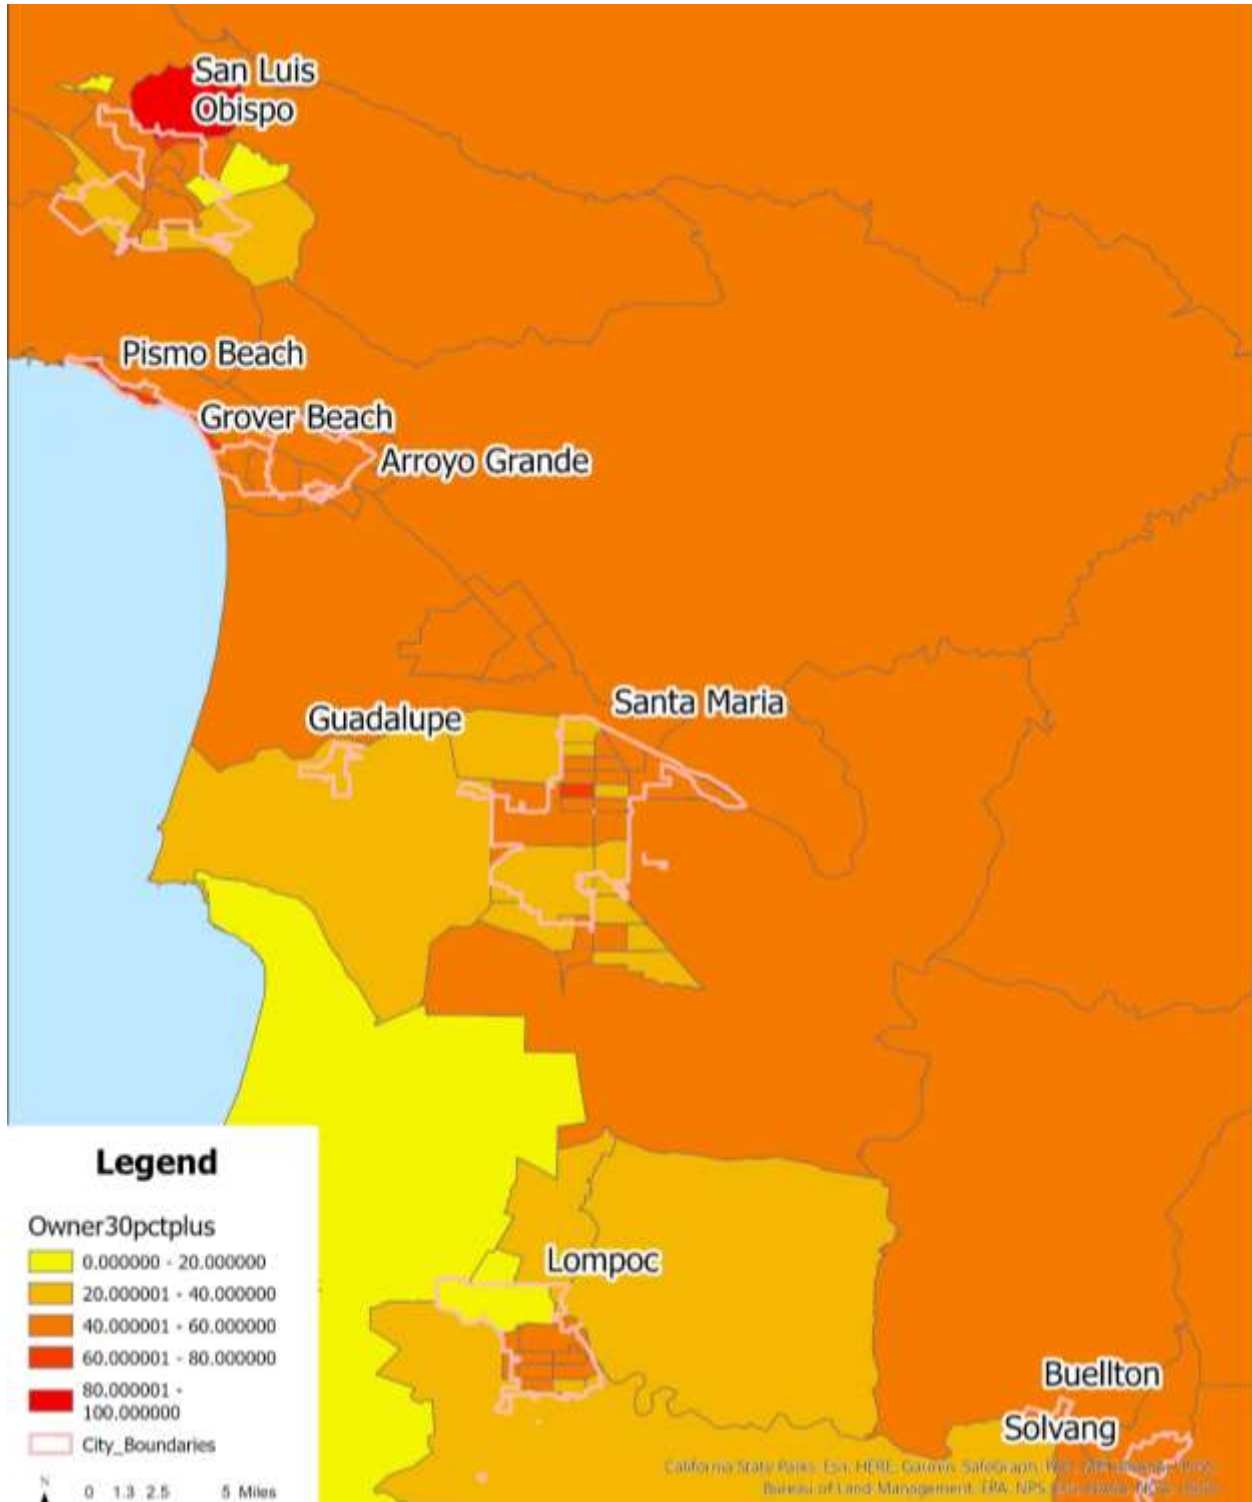 San Luis
Obispo
Pismo Beach
Grover Beach
Arroyo Grande
Santa Maria
Guadalupe
Legend
Owner30pctplus
0.000000 - 20.000000
20.000001 - 40.000000
40.000001 - 60.000000
60.000001 - 80.000000
80.000001 -
100.000000
City_Boundaries
Lompoc
Buellton
Solvang
N
0 1.3 2.5 5 Miles
California State Parks, Esri, HERE, Garmin, SafeGraph,
Bureau of Land Management, EPA, NPS